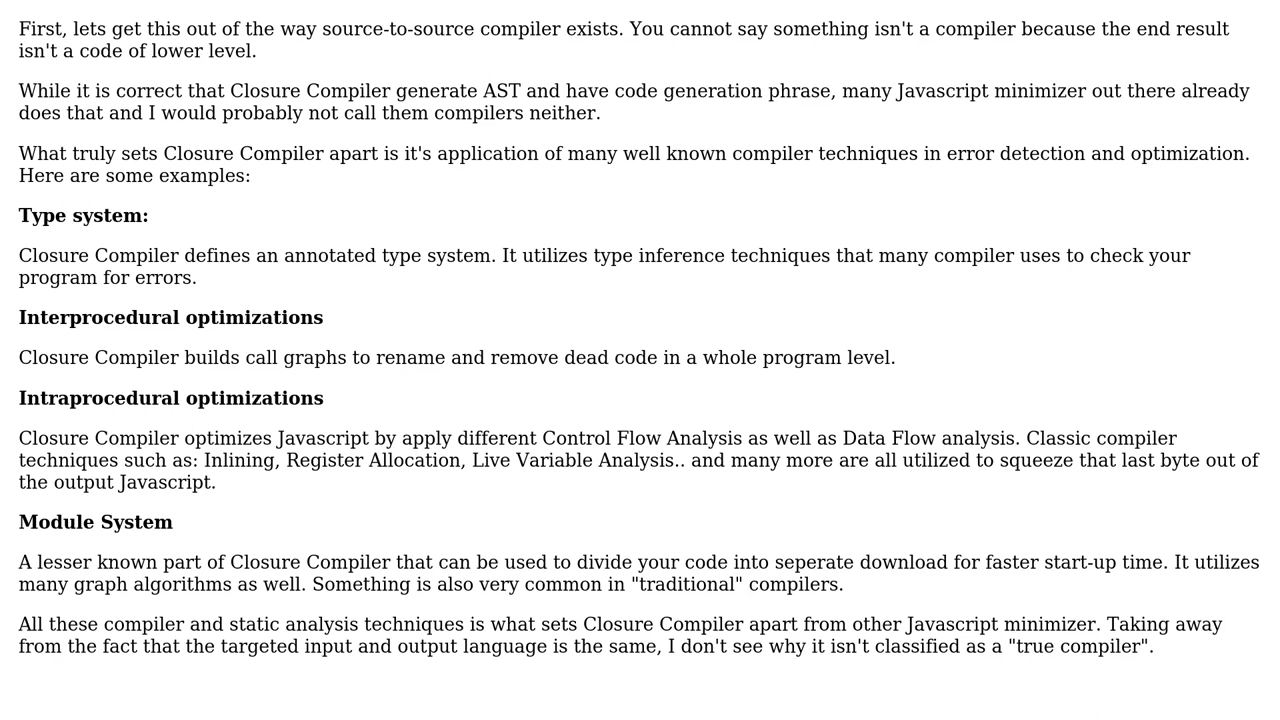 First, lets get this out of the way source-to-source compiler exists. You cannot say something isn't a compiler because the end result
isn't a code of lower level.
While it is correct that Closure Compiler generate AST and have code generation phrase, many Javascript minimizer out there already
does that and I would probably not call them compilers neither.
What truly sets Closure Compiler apart is it's application of many well known compiler techniques in error detection and optimization.
Here are some examples:
Type system:
Closure Compiler defines an annotated type system. It utilizes type inference techniques that many compiler uses to check your
program for errors.
Interprocedural optimizations
Closure Compiler builds call graphs to rename and remove dead code in a whole program level.
Intraprocedural optimizations
Closure Compiler optimizes Javascript by apply different Control Flow Analysis as well as Data Flow analysis. Classic compiler
techniques such as: Inlining, Register Allocation, Live Variable Analysis.. and many more are all utilized to squeeze that last byte out of
the output Javascript.
Module System
A lesser known part of Closure Compiler that can be used to divide your code into seperate download for faster start-up time. It utilizes
many graph algorithms as well. Something is also very common in "traditional" compilers.
All these compiler and static analysis techniques is what sets Closure Compiler apart from other Javascript minimizer. Taking away
from the fact that the targeted input and output language is the same, I don't see why it isn't classified as a "true compiler".